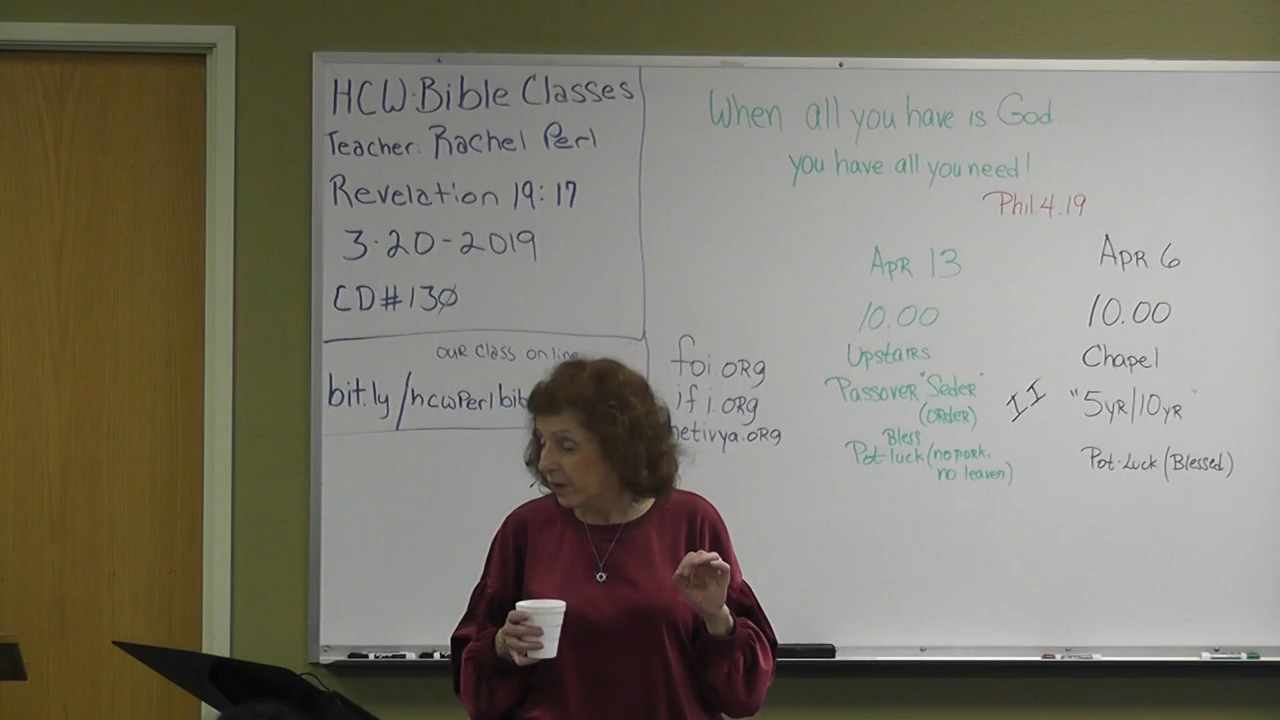 HCW Bible Classes
Teacher: Rachel Perl
Revelation 19:17
3-20-2019
CD#130
our class online
bit.ly/hcwPerlbib
foi.org
ifi.org
netivya.org
When all you have is God
you have all you need!
Phil 4.19
Apr 13
10.00
Upstairs
Passover "Seder"
(Order)
Bless
Pot-luck (no pork.
no leaven)
II
Apr 6
10.00
Chapel
"5yr/10yr"
Pot-Luck (Blessed)